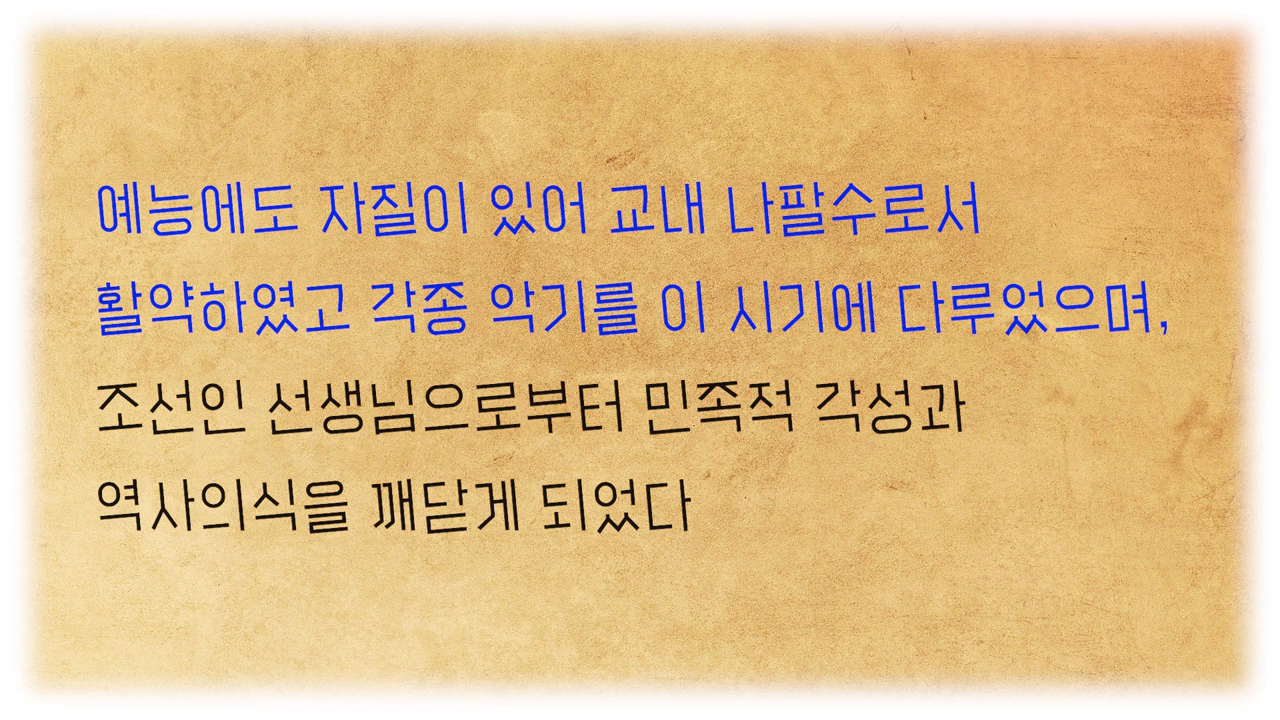 예능에도 자질이 있어 교내 나팔수로서
활약하였고 각종 악기를 이 시기에 다루었으며,
조선인 선생님으로부터 민족적 각성과
역사의식을 깨닫게 되었다